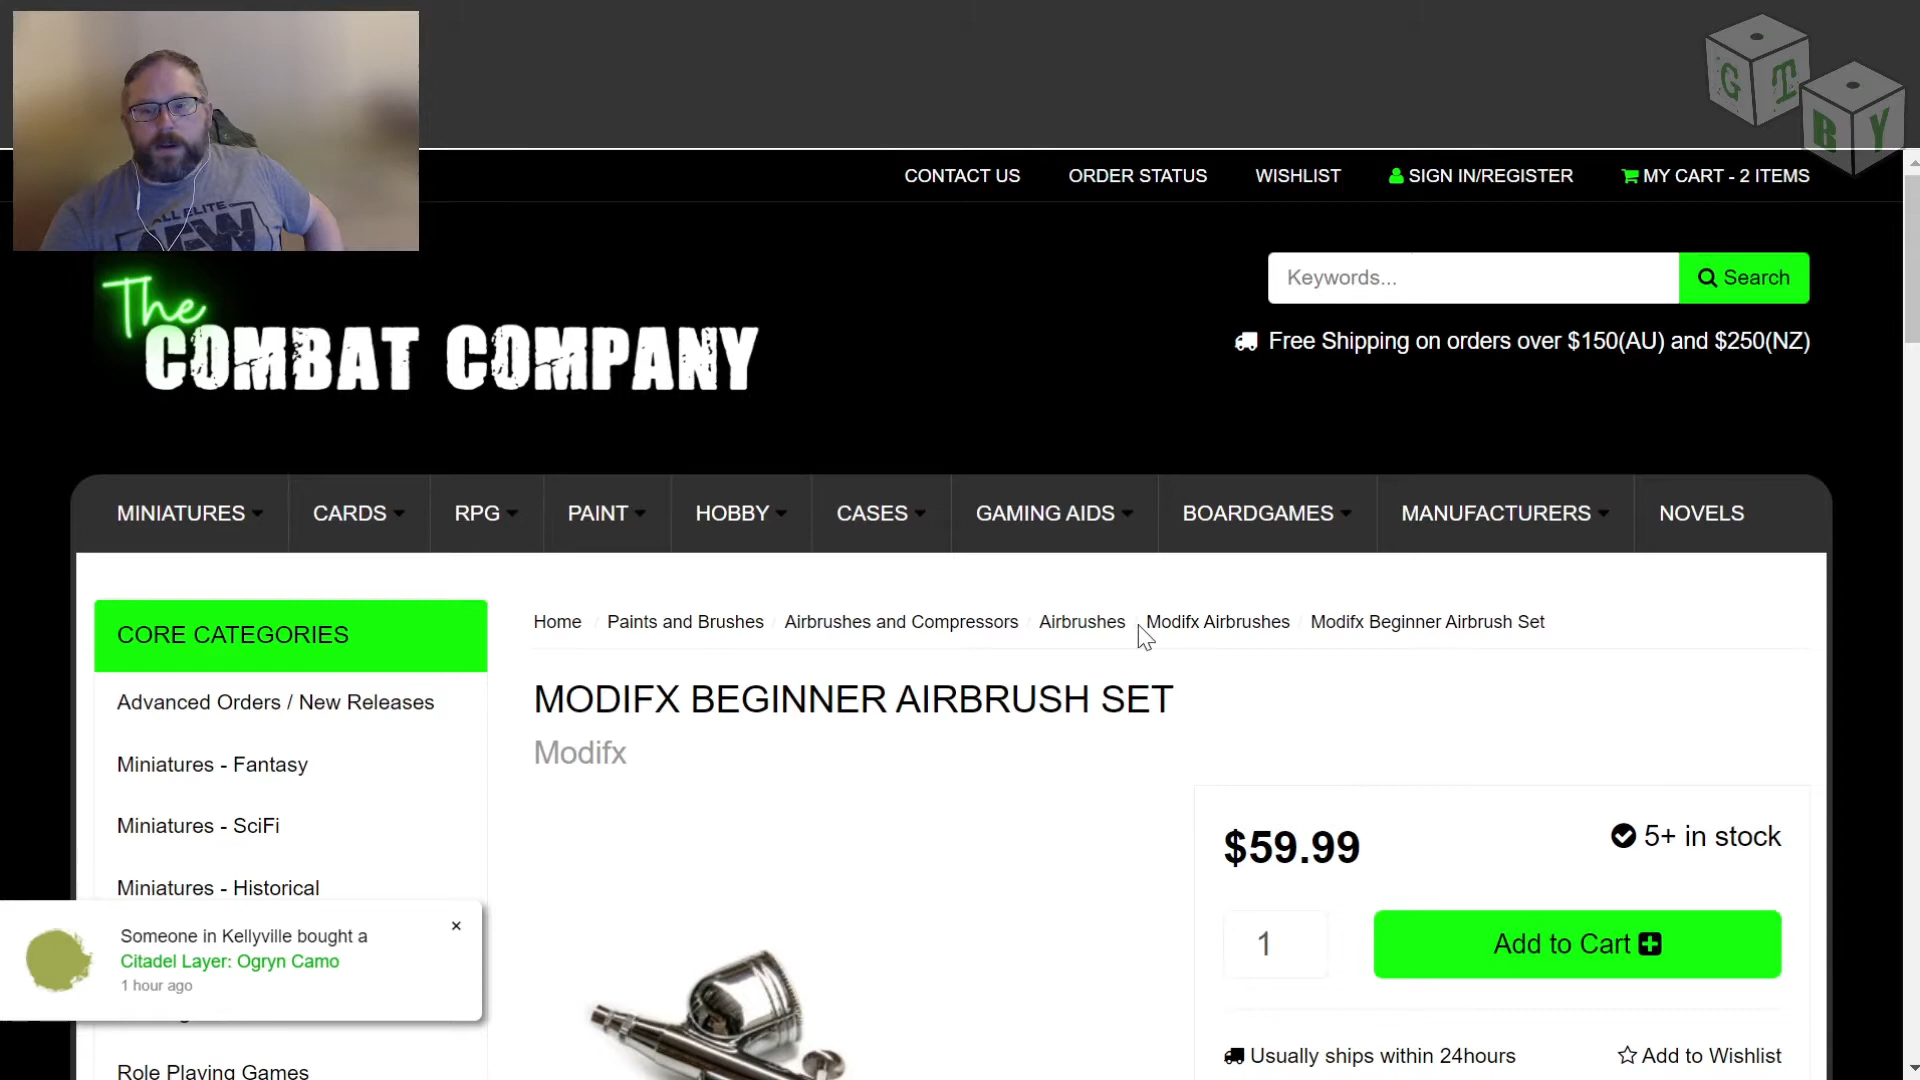 G T
B Y
ALL ELITE
AEW
CONTACT US ORDER STATUS WISHLIST SIGN IN/REGISTER MY CART - 2 ITEMS
The
COMBAT COMPANY
Keywords... Search
Free Shipping on orders over $150(AU) and $250(NZ)
MINIATURES CARDS RPG PAINT HOBBY CASES GAMING AIDS BOARDGAMES MANUFACTURERS NOVELS
CORE CATEGORIES
Advanced Orders / New Releases
Miniatures - Fantasy
Miniatures - SciFi
Miniatures - Historical
Role Playing Games
Home / Paints and Brushes / Airbrushes and Compressors / Airbrushes / Modifx Airbrushes / Modifx Beginner Airbrush Set
MODIFX BEGINNER AIRBRUSH SET
Modifx
$59.99 5+ in stock
1 Add to Cart
Usually ships within 24hours Add to Wishlist
Someone in Kellyville bought a ×
Citadel Layer: Ogryn Camo
1 hour ago